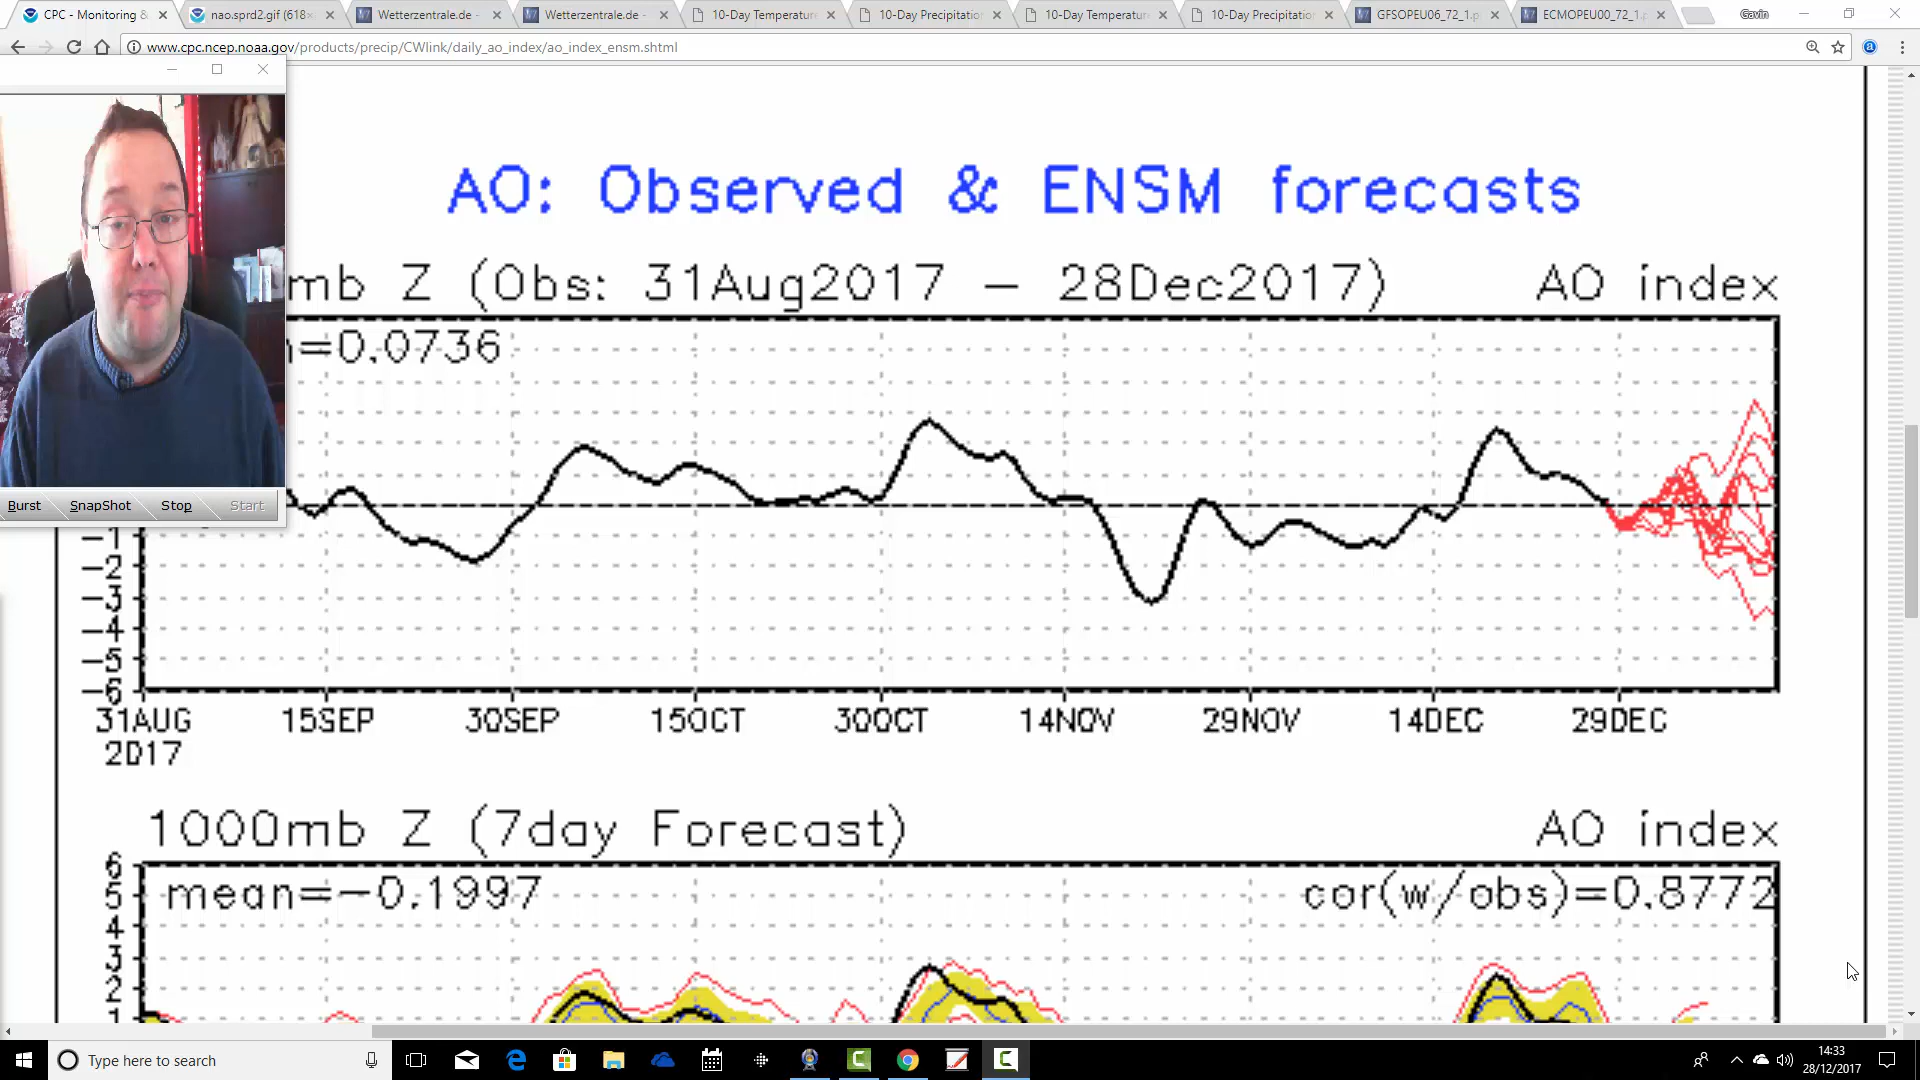 CPC - Monitoring &
nao.sprd2.gif (618×
Wetterzentrale.de -
Wetterzentrale.de -
10-Day Temperatur
10-Day Precipitatio
10-Day Temperatur
10-Day Precipitatio
GFSOPEU06_72_1.p
ECMOPEU00_72_1.p
Gavin
www.cpc.ncep.noaa.gov/products/precip/CWlink/daily_ao_index/ao_index_ensm.shtml
AO: Observed & ENSM forecasts
mb Z (Obs: 31Aug2017 – 28Dec2017) AO index
n=0.0736
Burst SnapShot Stop Start
-1
-2
-3
-4
-5
-6
31AUG 15SEP 30SEP 15OCT 30OCT 14NOV 29NOV 14DEC 29DEC
2017
1000mb Z (7day Forecast) AO index
6
mean=-0.1997 cor(w/obs)=0.8772
5
4
3
2
1
Type here to search
14:33
28/12/2017